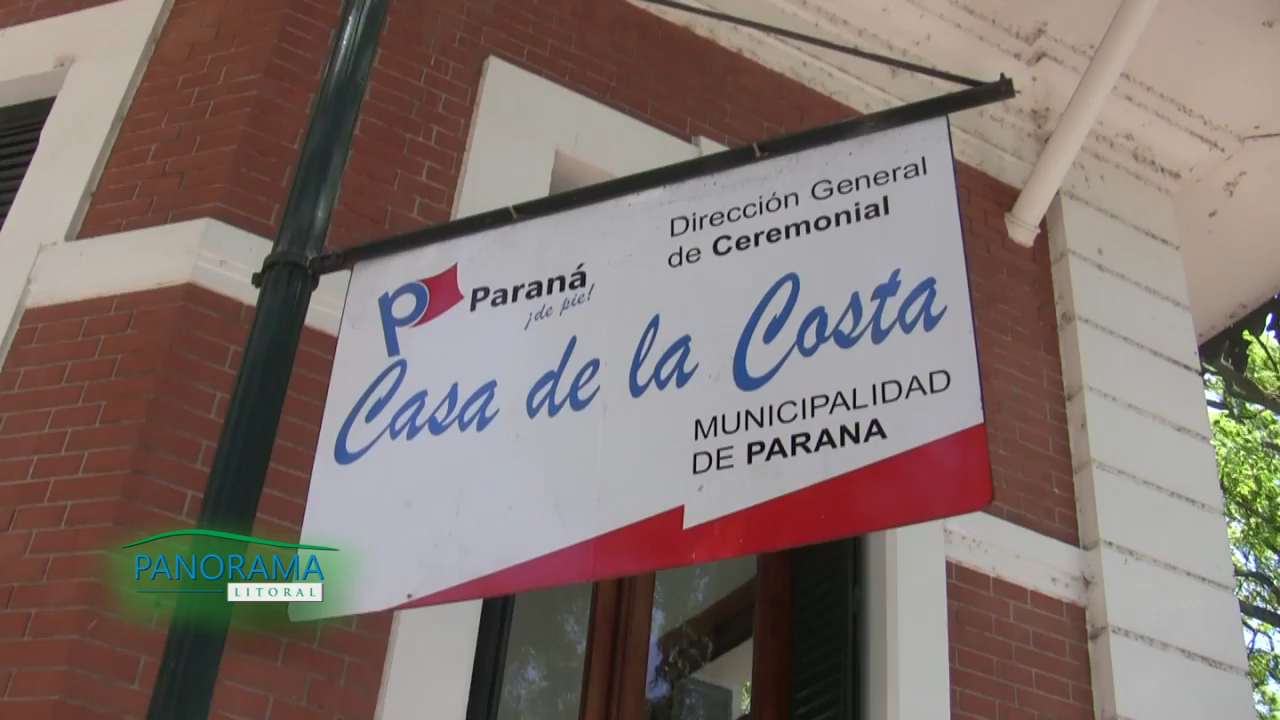 Dirección General
de Ceremonial
P Paraná
¡de pie!
Casa de la Costa
MUNICIPALIDAD
DE PARANA
PANORAMA
LITORAL